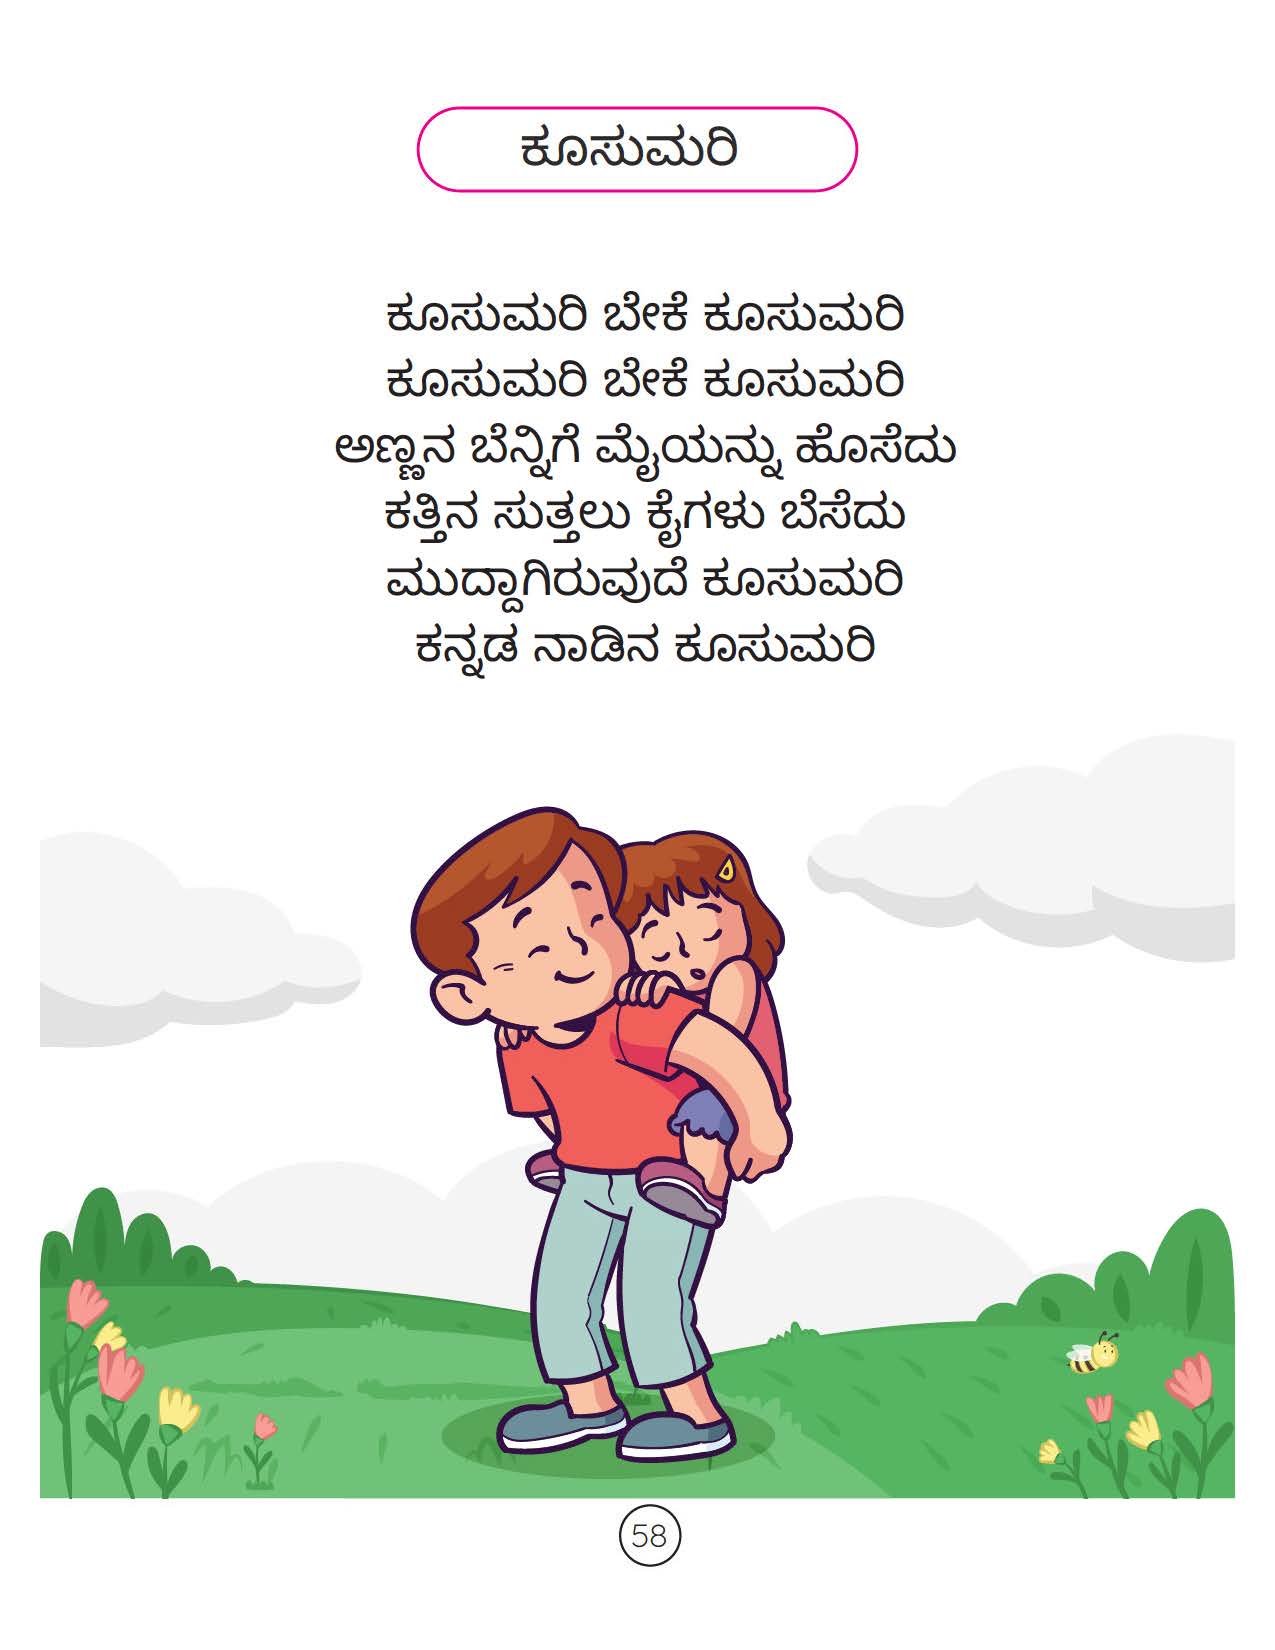 ಕೂಸುಮರಿ
ಕೂಸುಮರಿ ಬೇಕೆ ಕೂಸುಮರಿ
ಕೂಸುಮರಿ ಬೇಕೆ ಕೂಸುಮರಿ
ಅಣ್ಣನ ಬೆನ್ನಿಗೆ ಮೈಯನ್ನು ಹೊಸೆದು
ಕತ್ತಿನ ಸುತ್ತಲು ಕೈಗಳು ಬೆಸೆದು
ಮುದ್ದಾಗಿರುವುದೆ ಕೂಸುಮರಿ
ಕನ್ನಡ ನಾಡಿನ ಕೂಸುಮರಿ
58